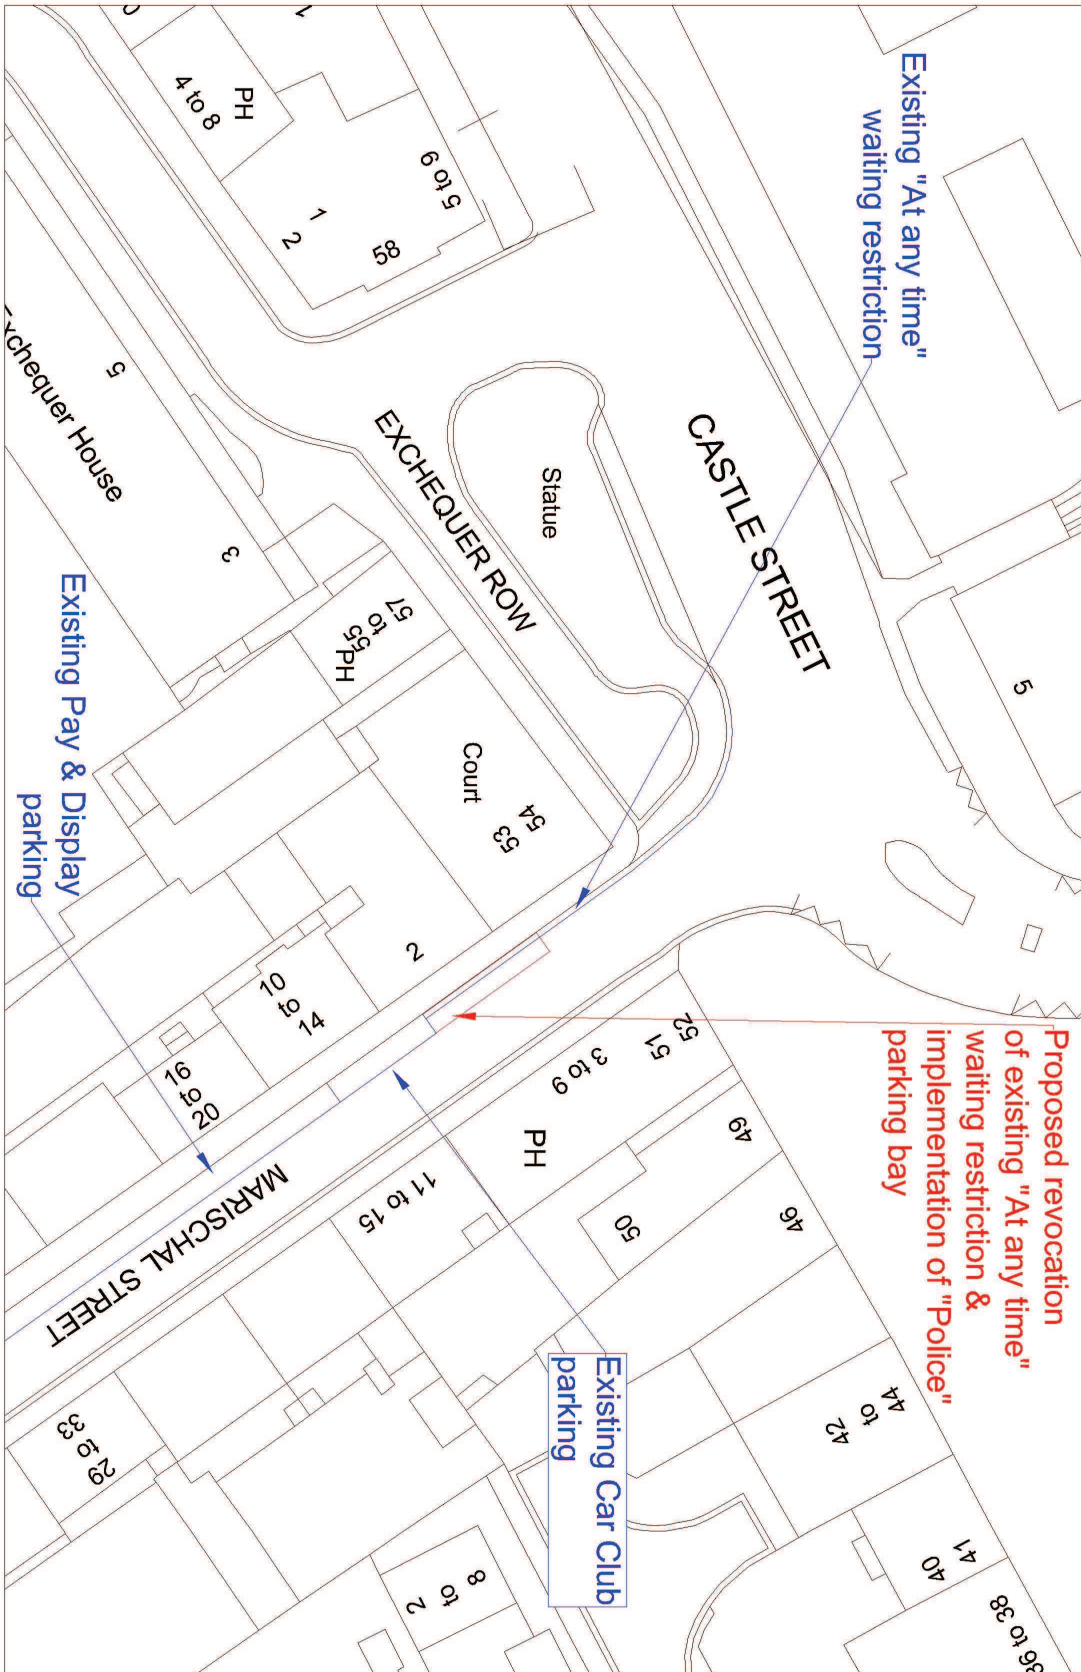 Existing "At any time"
waiting restriction
CASTLE STREET
EXCHEQUER ROW
Statue
MARISCHAL STREET
Proposed revocation
of existing "At any time"
waiting restriction &
implementation of "Police"
parking bay
Existing Car Club
parking
Existing Pay & Display
parking
PH
4 to 8
5 to 9
1
2
58
5
3
57
to
55
PH
Court
54
53
2
10
to
14
16
to
20
5
52
51
3 to 9
PH
49
50
46
11 to 15
44
to
42
41
40
36 to 38
29 to 33
8
to
2
1